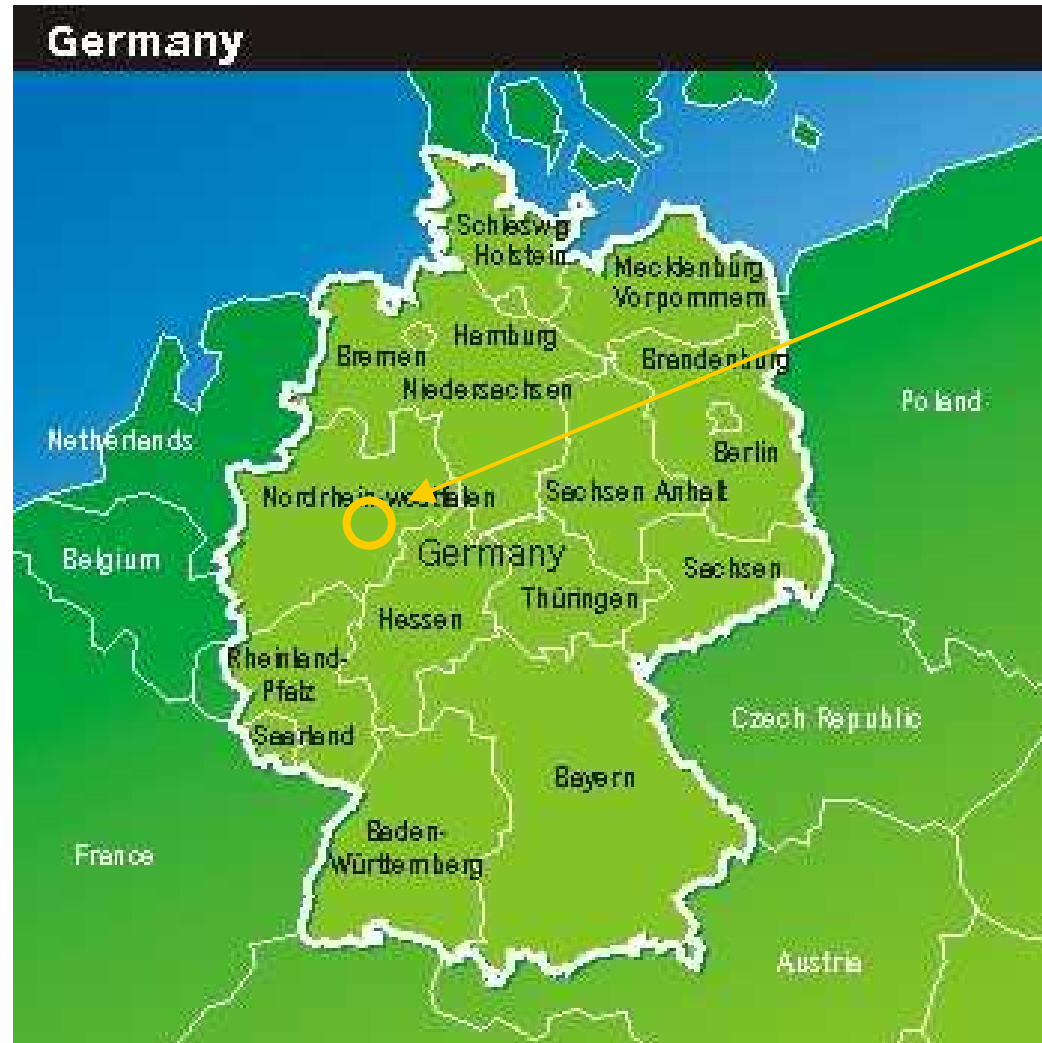 Germany
Schleswig
Holstein
Mecklenburg
Vorpommern
Hamburg
Bremen
Brandenburg
Niedersachsen
Poland
Netherlands
Berlin
Nordrhein-westfalen
Sachsen Anhalt
Belgium
Germany
Sachsen
Thüringen
Hessen
Rheinland-
Pfalz
Czech Republic
Saarland
Bayern
Baden-
Württemberg
France
Austria